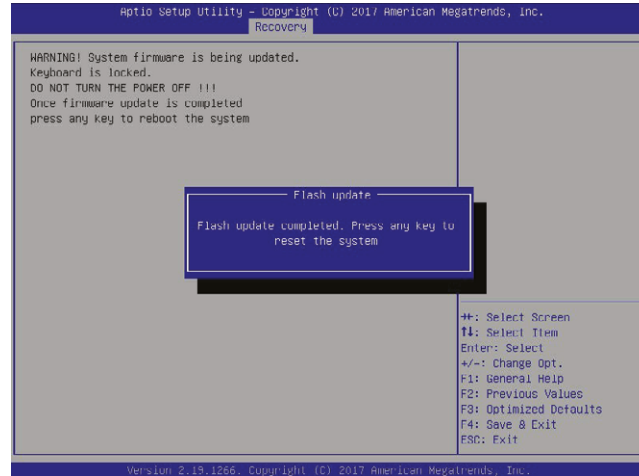 Aptio Setup Utility – Copyright (C) 2017 American Megatrends, Inc.
Recovery
WARNING! System firmware is being updated.
Keyboard is locked.
DO NOT TURN THE POWER OFF !!!
Once firmware update is completed
press any key to reboot the system
Flash update
Flash update completed. Press any key to
reset the system
→←: Select Screen
↑↓: Select Item
Enter: Select
+/-: Change Opt.
F1: General Help
F2: Previous Values
F3: Optimized Defaults
F4: Save & Exit
ESC: Exit
Version 2.19.1266. Copyright (C) 2017 American Megatrends, Inc.